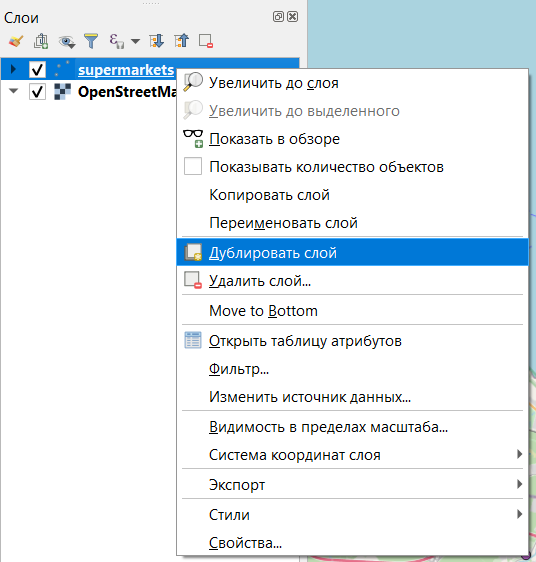 Слои
supermarkets
OpenStreetMa
Увеличить до слоя
Увеличить до выделенного
Показать в обзоре
Показывать количество объектов
Копировать слой
Переименовать слой
Дублировать слой
Удалить слой...
Move to Bottom
Открыть таблицу атрибутов
Фильтр...
Изменить источник данных...
Видимость в пределах масштаба...
Система координат слоя
Экспорт
Стили
Свойства...